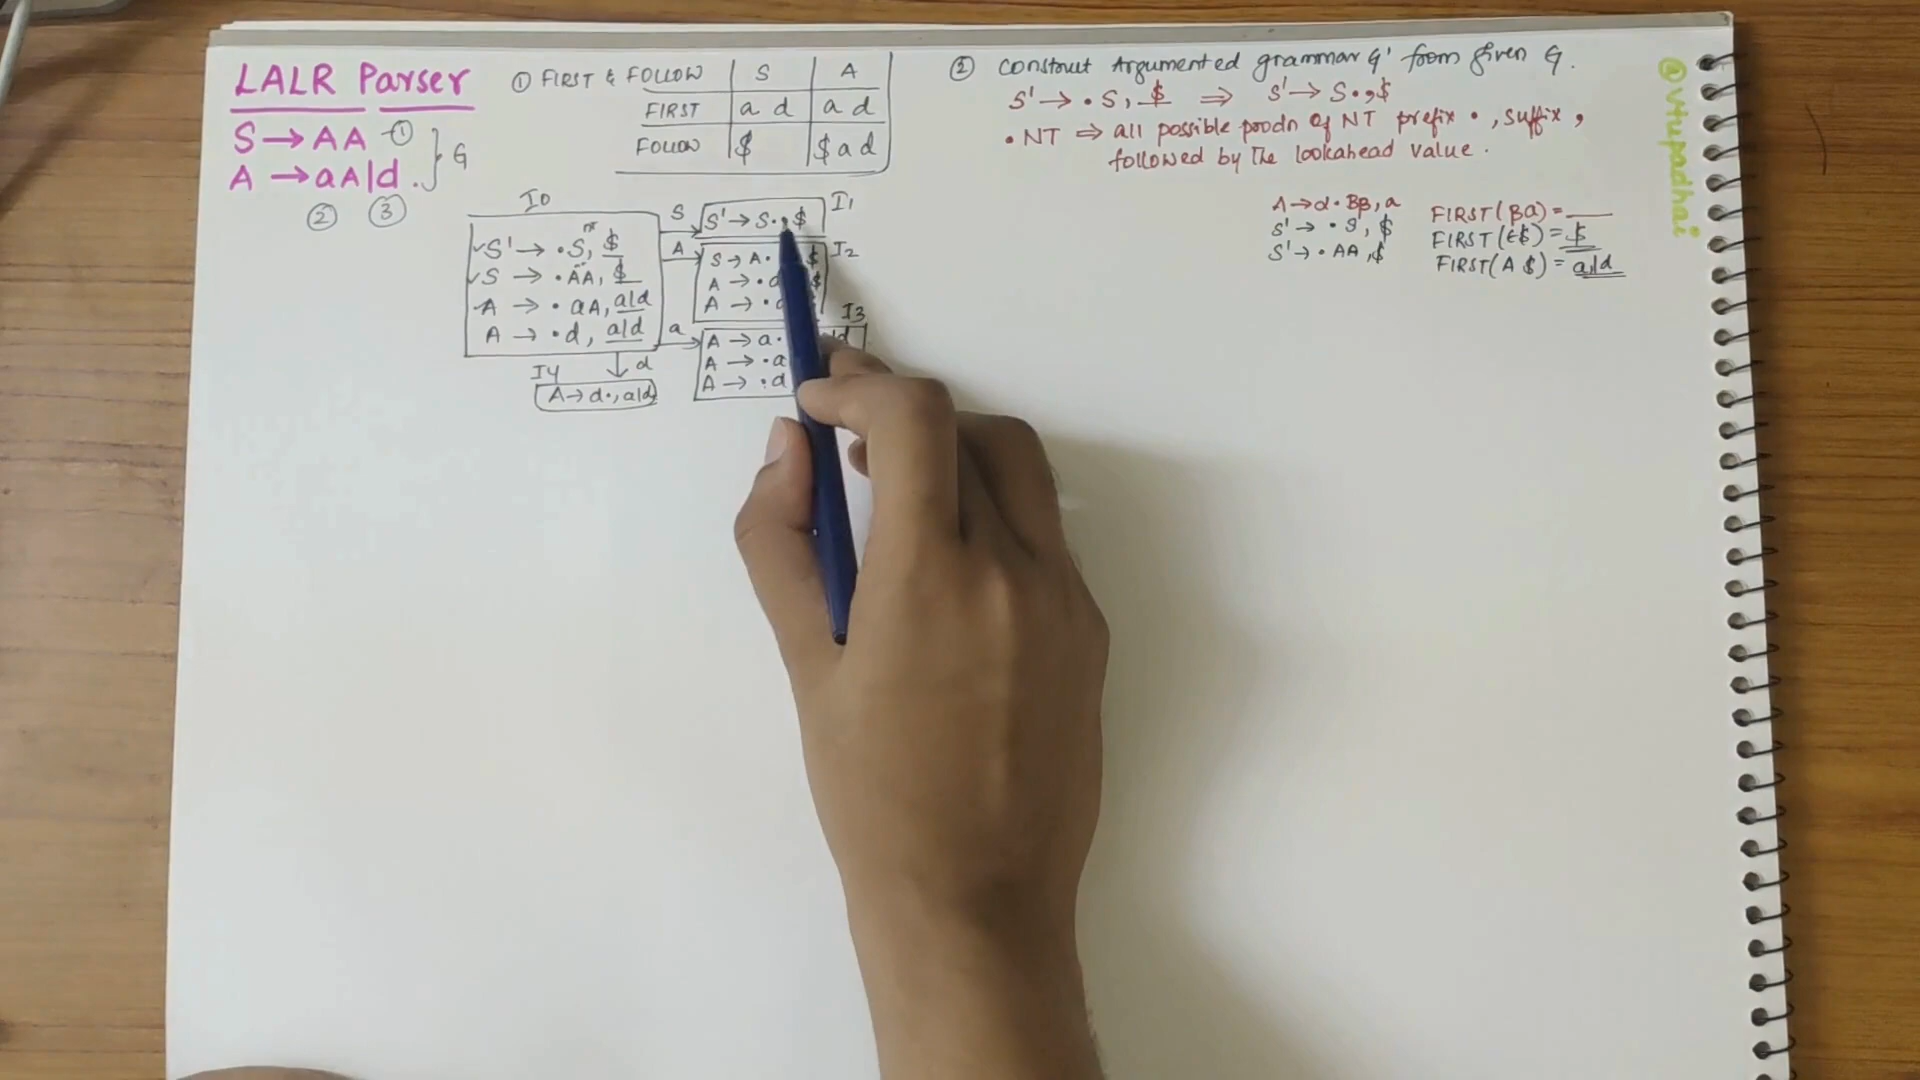 LALR Parser
S → AA - ①
A → aA|d . } G
② ③
① FIRST & FOLLOW S A
FIRST a d a d
FOLLOW $ $ a d
② Construct Argumented grammar G' from given G.
S' → • S, $ ⇒ S' → S •, $
• NT ⇒ all possible prodn of NT prefix • , suffix ,
followed by the lookahead value .
A → α • Bβ, a FIRST(βa) = ___
S' → • S, $ FIRST(ε$) = $
S' → • AA, $ FIRST(A $) = a|d
I0
S' → • S, $
S → • AA, $
A → • aA, a|d
A → • d, a|d
S
S' → S •, $
I1
A
S → A • $
A → • $
A → •
I2
a
A → a • |d
A → • a
A → • d
I3
d
I4
A → d •, a|d
@vtupadhai